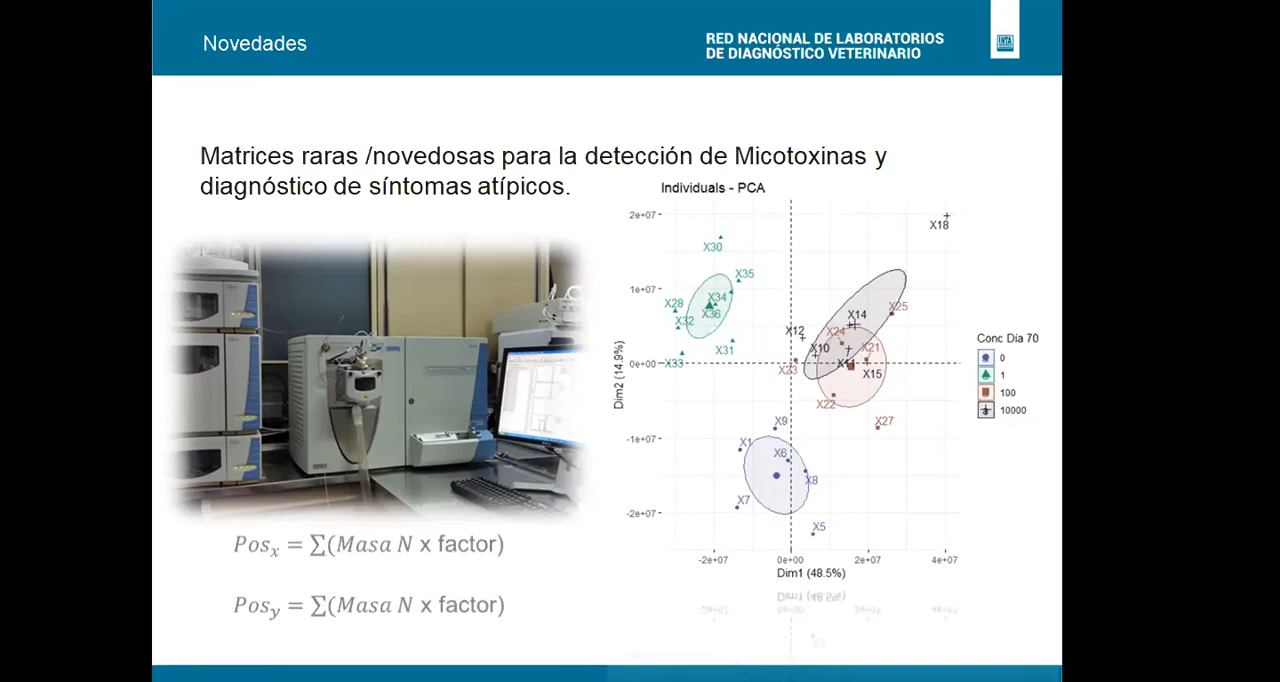 Novedades
RED NACIONAL DE LABORATORIOS
DE DIAGNÓSTICO VETERINARIO
INTA
Matrices raras /novedosas para la detección de Micotoxinas y
diagnóstico de síntomas atípicos.
Individuals - PCA
2e+07
1e+07
0e+00
-1e+07
-2e+07
Dim2 (14.9%)
X18
X30
X35
X34
X28
X36
X32
X31
X33
X25
X14
X12
X24
X10
X21
X23
X15
X22
X27
X9
X1
X6
X8
X7
X5
-2e+07 0e+00 2e+07 4e+07
Dim1 (48.5%)
Conc Día 70
0
1
100
10000
Pos_x = ∑(Masa N x factor)
Pos_y = ∑(Masa N x factor)